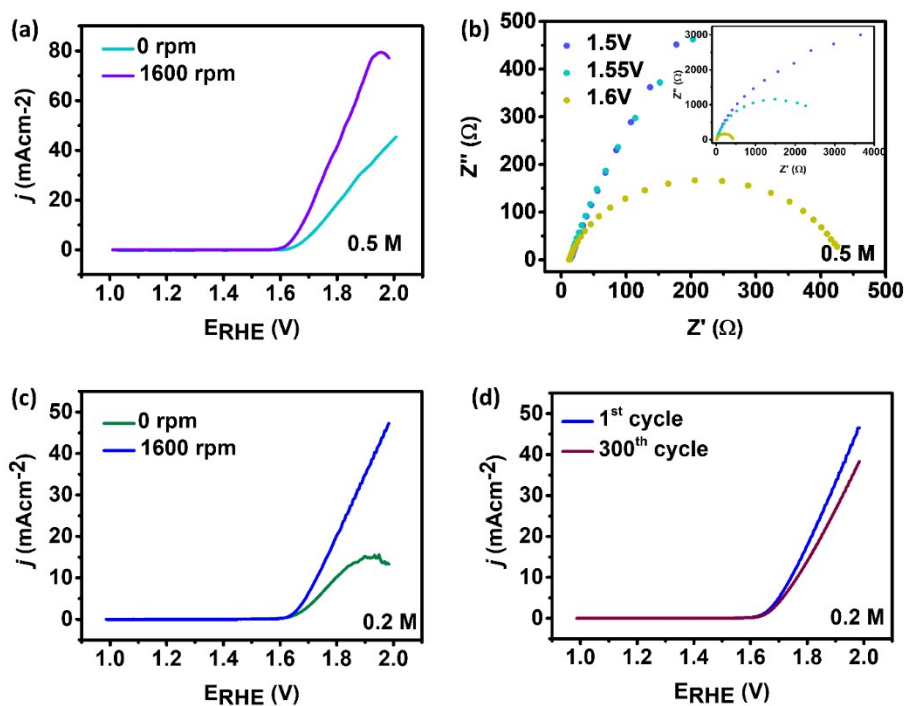 (a)
0 rpm
1600 rpm
80
60
40
20
0
j (mAcm-2)
0.5 M
1.0 1.2 1.4 1.6 1.8 2.0
E_RHE (V)
(b)
1.5V
1.55V
1.6V
500
400
300
200
100
0
Z" (Ω)
3000
2000
1000
0
Z" (Ω)
0 1000 2000 3000 4000
Z' (Ω)
0.5 M
0 100 200 300 400 500
Z' (Ω)
(c)
0 rpm
1600 rpm
50
40
30
20
10
0
j (mAcm⁻²)
0.2 M
1.0 1.2 1.4 1.6 1.8 2.0
E_RHE (V)
(d)
1ˢᵗ cycle
300ᵗʰ cycle
50
40
30
20
10
0
j (mAcm⁻²)
0.2 M
1.0 1.2 1.4 1.6 1.8 2.0
E_RHE (V)